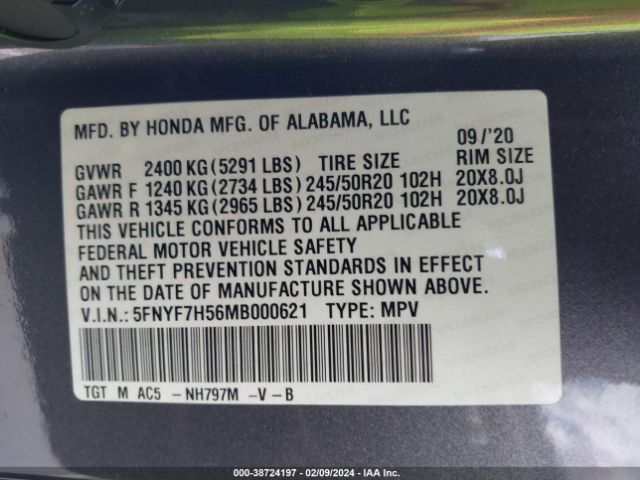 MFD. BY HONDA MFG. OF ALABAMA, LLC
09/'20
GVWR 2400 KG (5291 LBS) TIRE SIZE RIM SIZE
GAWR F 1240 KG (2734 LBS) 245/50R20 102H 20X8.0J
GAWR R 1345 KG (2965 LBS) 245/50R20 102H 20X8.0J
THIS VEHICLE CONFORMS TO ALL APPLICABLE
FEDERAL MOTOR VEHICLE SAFETY
AND THEFT PREVENTION STANDARDS IN EFFECT
ON THE DATE OF MANUFACTURE SHOWN ABOVE.
V.I.N.: 5FNYF7H56MB000621 TYPE: MPV
TGT M AC5 -NH797M -V-B
000-38724197 - 02/09/2024 - IAA Inc.